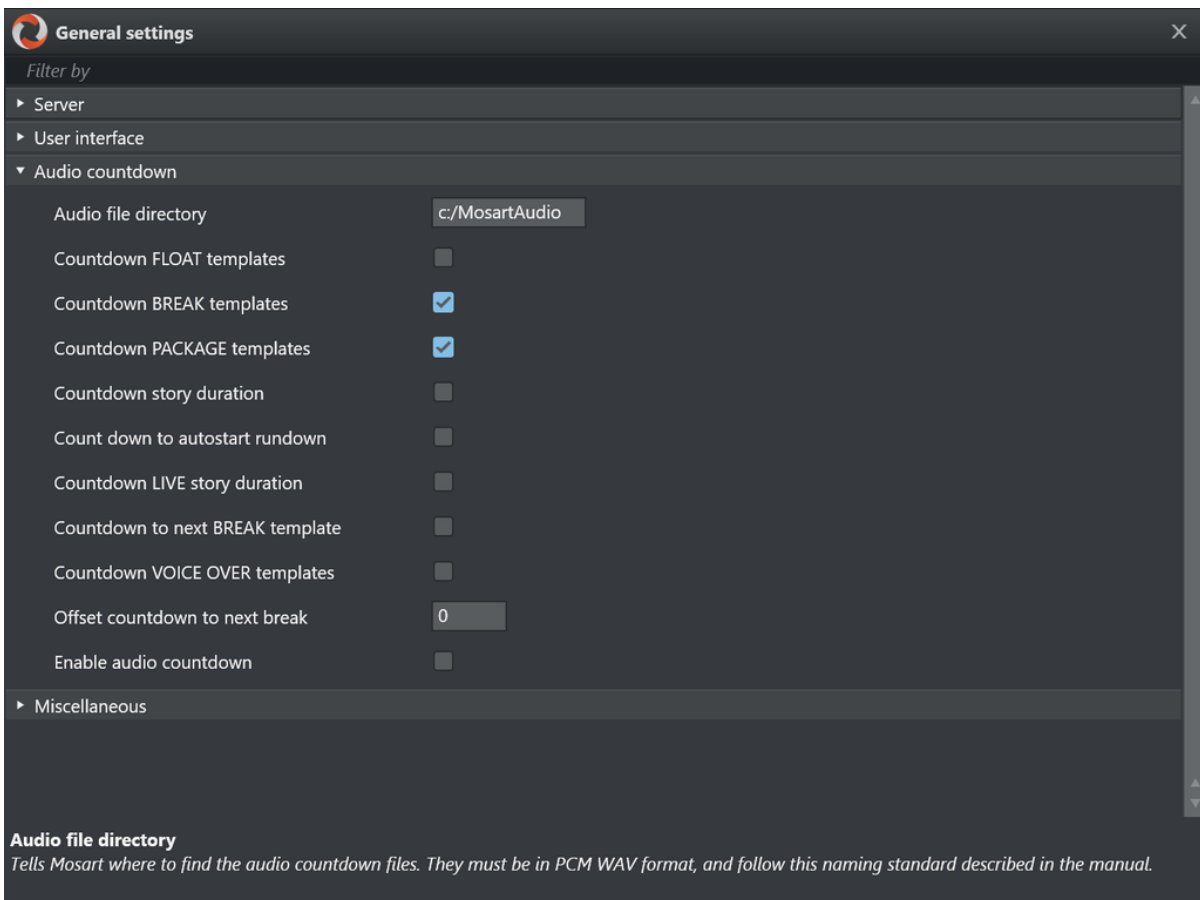 General settings
Filter by
Server
User interface
Audio countdown
Audio file directory c:/MosartAudio
Countdown FLOAT templates
Countdown BREAK templates
Countdown PACKAGE templates
Countdown story duration
Count down to autostart rundown
Countdown LIVE story duration
Countdown to next BREAK template
Countdown VOICE OVER templates
Offset countdown to next break 0
Enable audio countdown
Miscellaneous
Audio file directory
Tells Mosart where to find the audio countdown files. They must be in PCM WAV format, and follow this naming standard described in the manual.